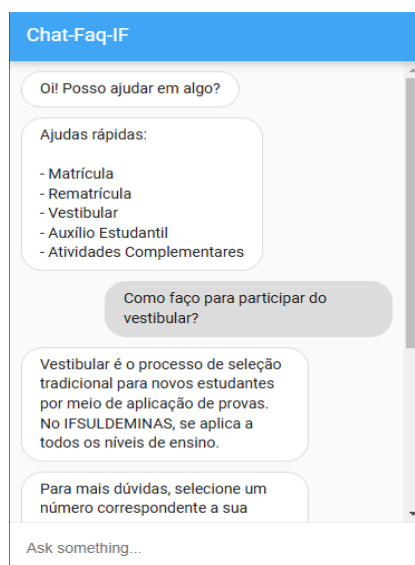 Chat-Faq-IF
Oi! Posso ajudar em algo?
Ajudas rápidas:
- Matrícula
- Rematrícula
- Vestibular
- Auxílio Estudantil
- Atividades Complementares
Como faço para participar do
vestibular?
Vestibular é o processo de seleção
tradicional para novos estudantes
por meio de aplicação de provas.
No IFSULDEMINAS, se aplica a
todos os níveis de ensino.
Para mais dúvidas, selecione um
número correspondente a sua
Ask something...